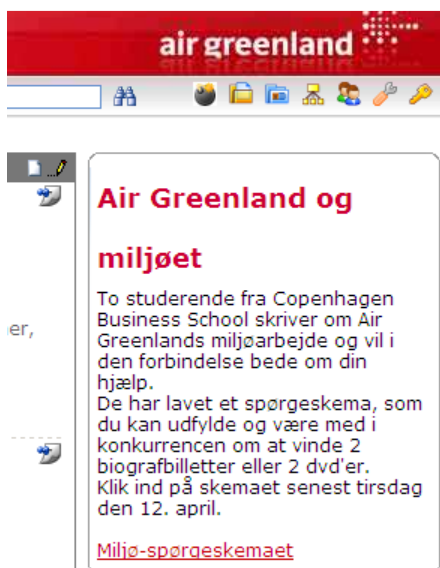 air greenland
er,
Air Greenland og
miljøet
To studerende fra Copenhagen
Business School skriver om Air
Greenlands miljøarbejde og vil i
den forbindelse bede om din
hjælp.
De har lavet et spørgeskema, som
du kan udfylde og være med i
konkurrencen om at vinde 2
biografbilletter eller 2 dvd'er.
Klik ind på skemaet senest tirsdag
den 12. april.
Miljø-spørgeskemaet